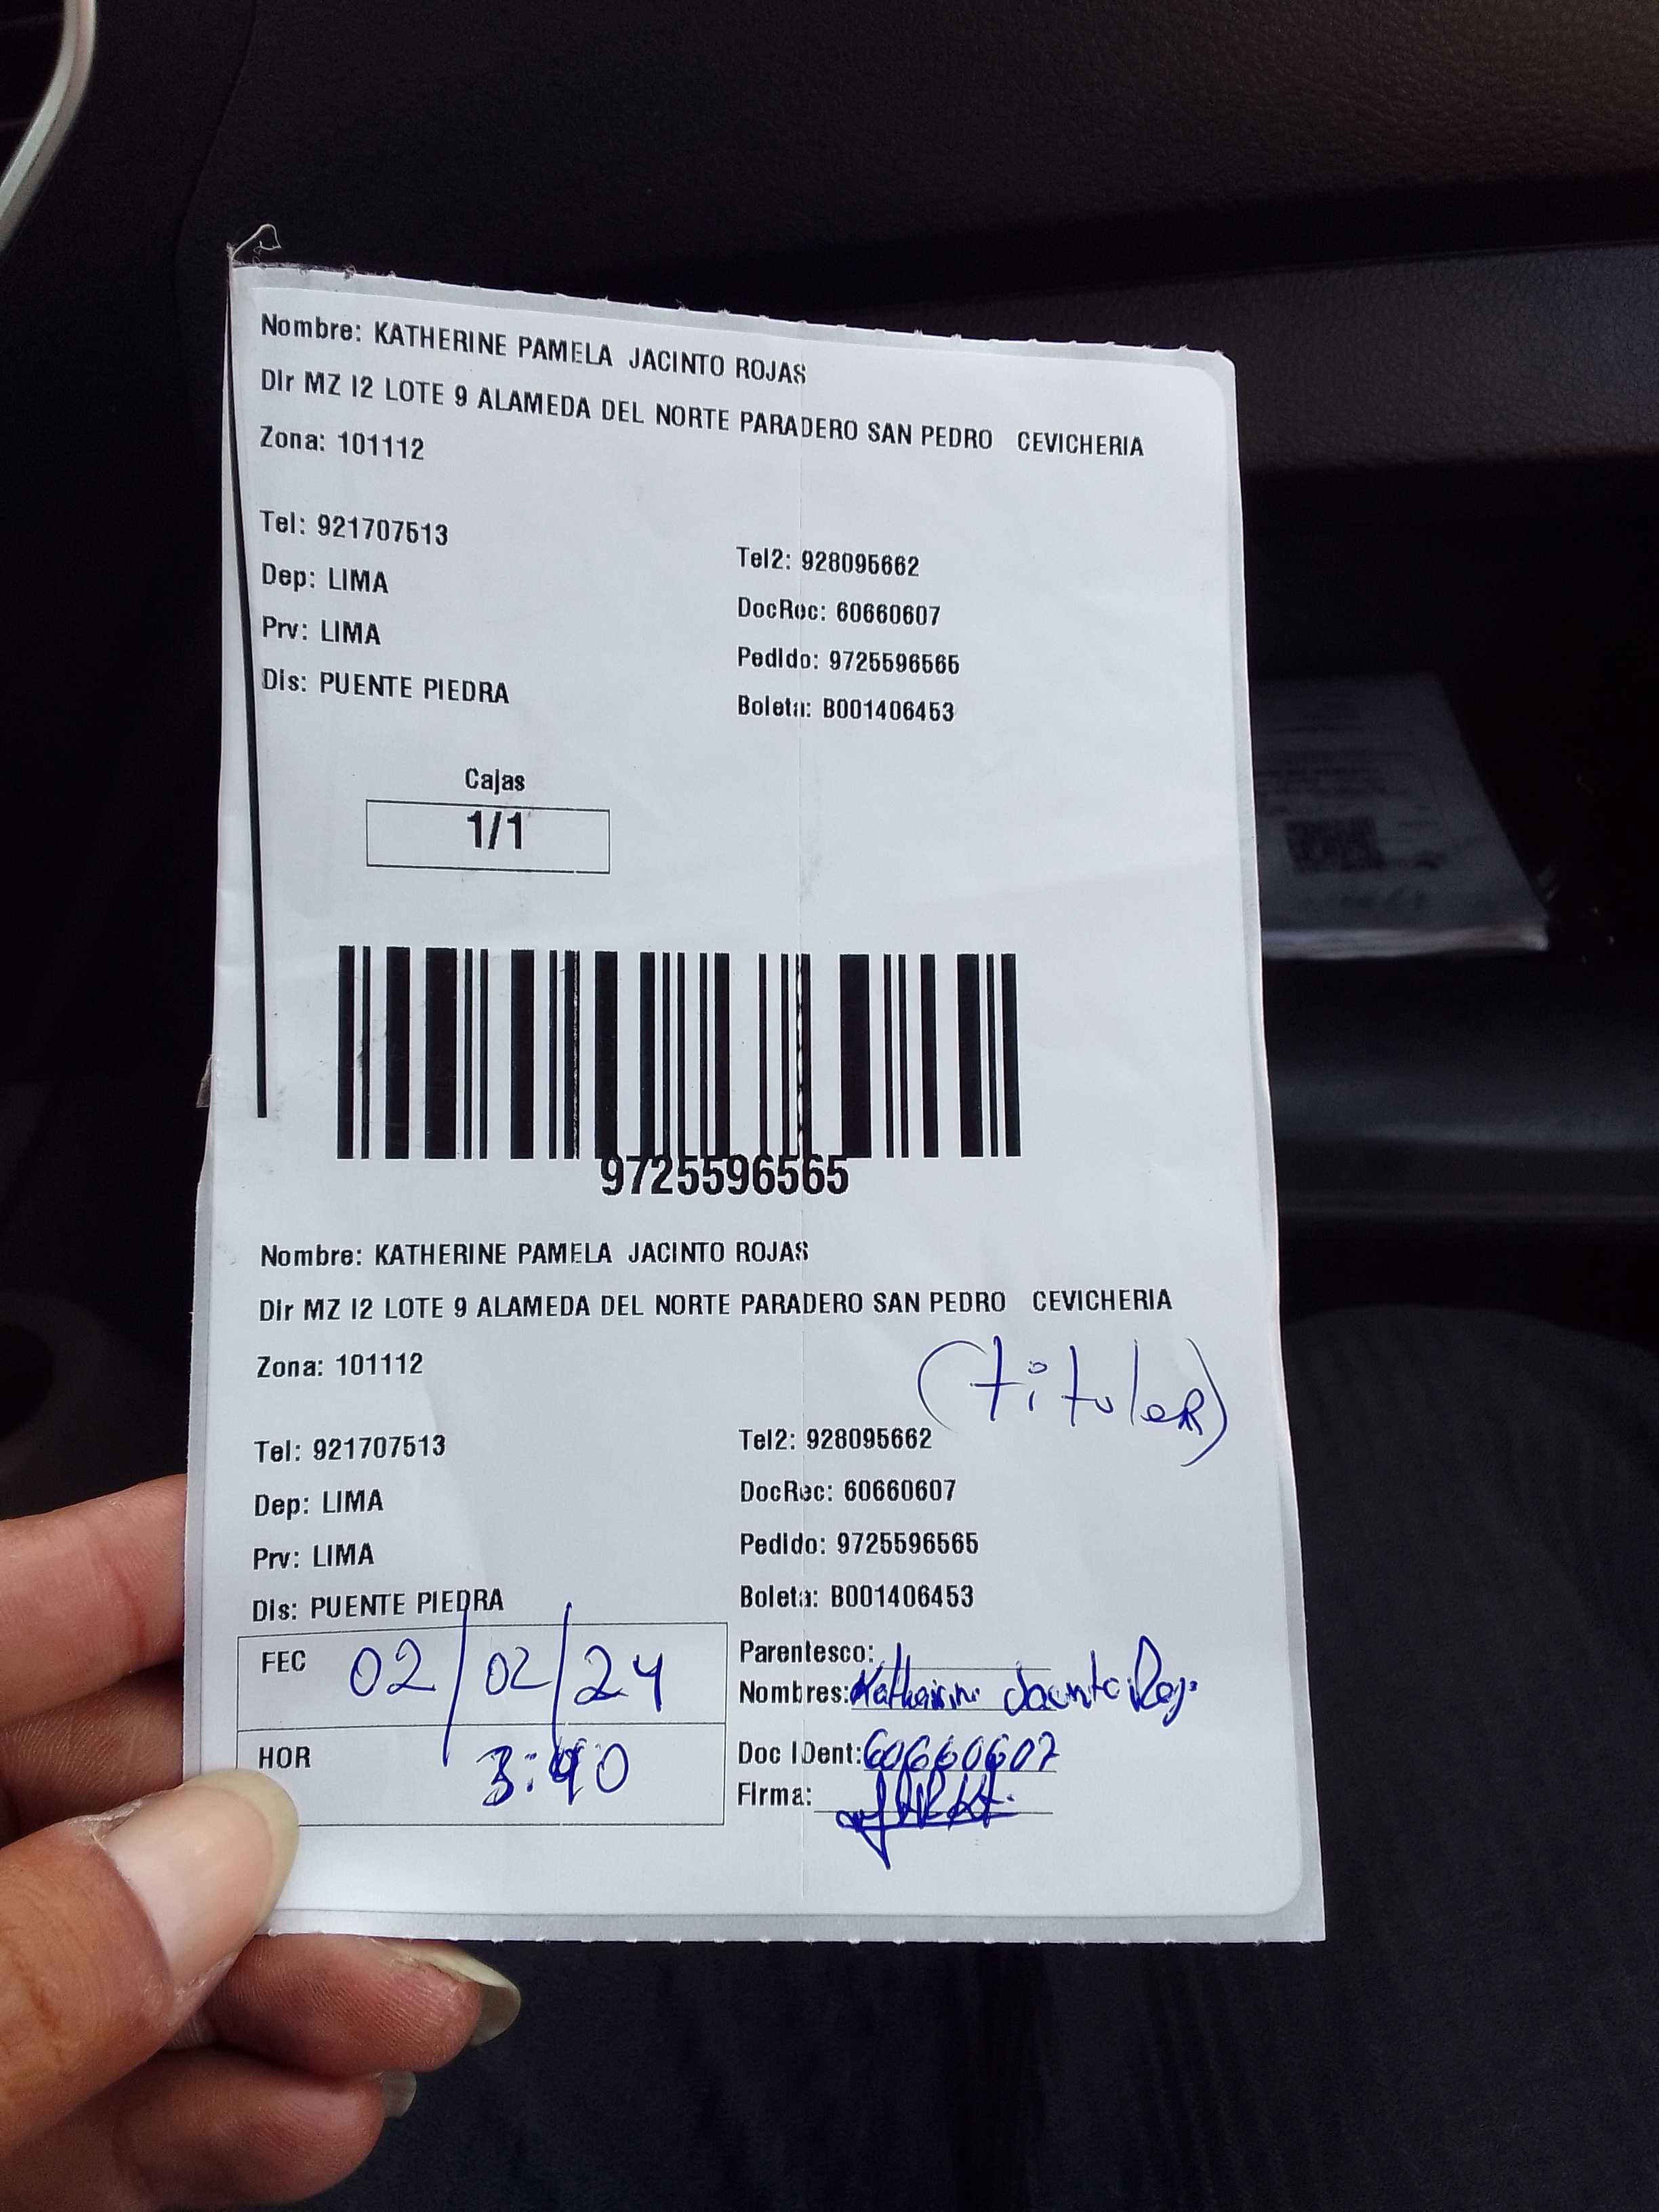 Nombre: KATHERINE PAMELA JACINTO ROJAS
Dir MZ I2 LOTE 9 ALAMEDA DEL NORTE PARADERO SAN PEDRO CEVICHERIA
Zona: 101112
Tel: 921707513
Tel2: 928095662
Dep: LIMA
DocRec: 60660607
Prv: LIMA
Pedido: 9725596565
Dis: PUENTE PIEDRA
Boleta: B001406453
Cajas
1/1
9725596565
Nombre: KATHERINE PAMELA JACINTO ROJAS
Dir MZ I2 LOTE 9 ALAMEDA DEL NORTE PARADERO SAN PEDRO CEVICHERIA
Zona: 101112
(titulaR)
Tel: 921707513
Tel2: 928095662
Dep: LIMA
DocRec: 60660607
Prv: LIMA
Pedido: 9725596565
Dis: PUENTE PIEDRA
Boleta: B001406453
FEC 02/02/24
Parentesco:
Nombres: Katherine Jacinto Rojas
HOR 3:40
Doc IDent: 60660607
Firma: